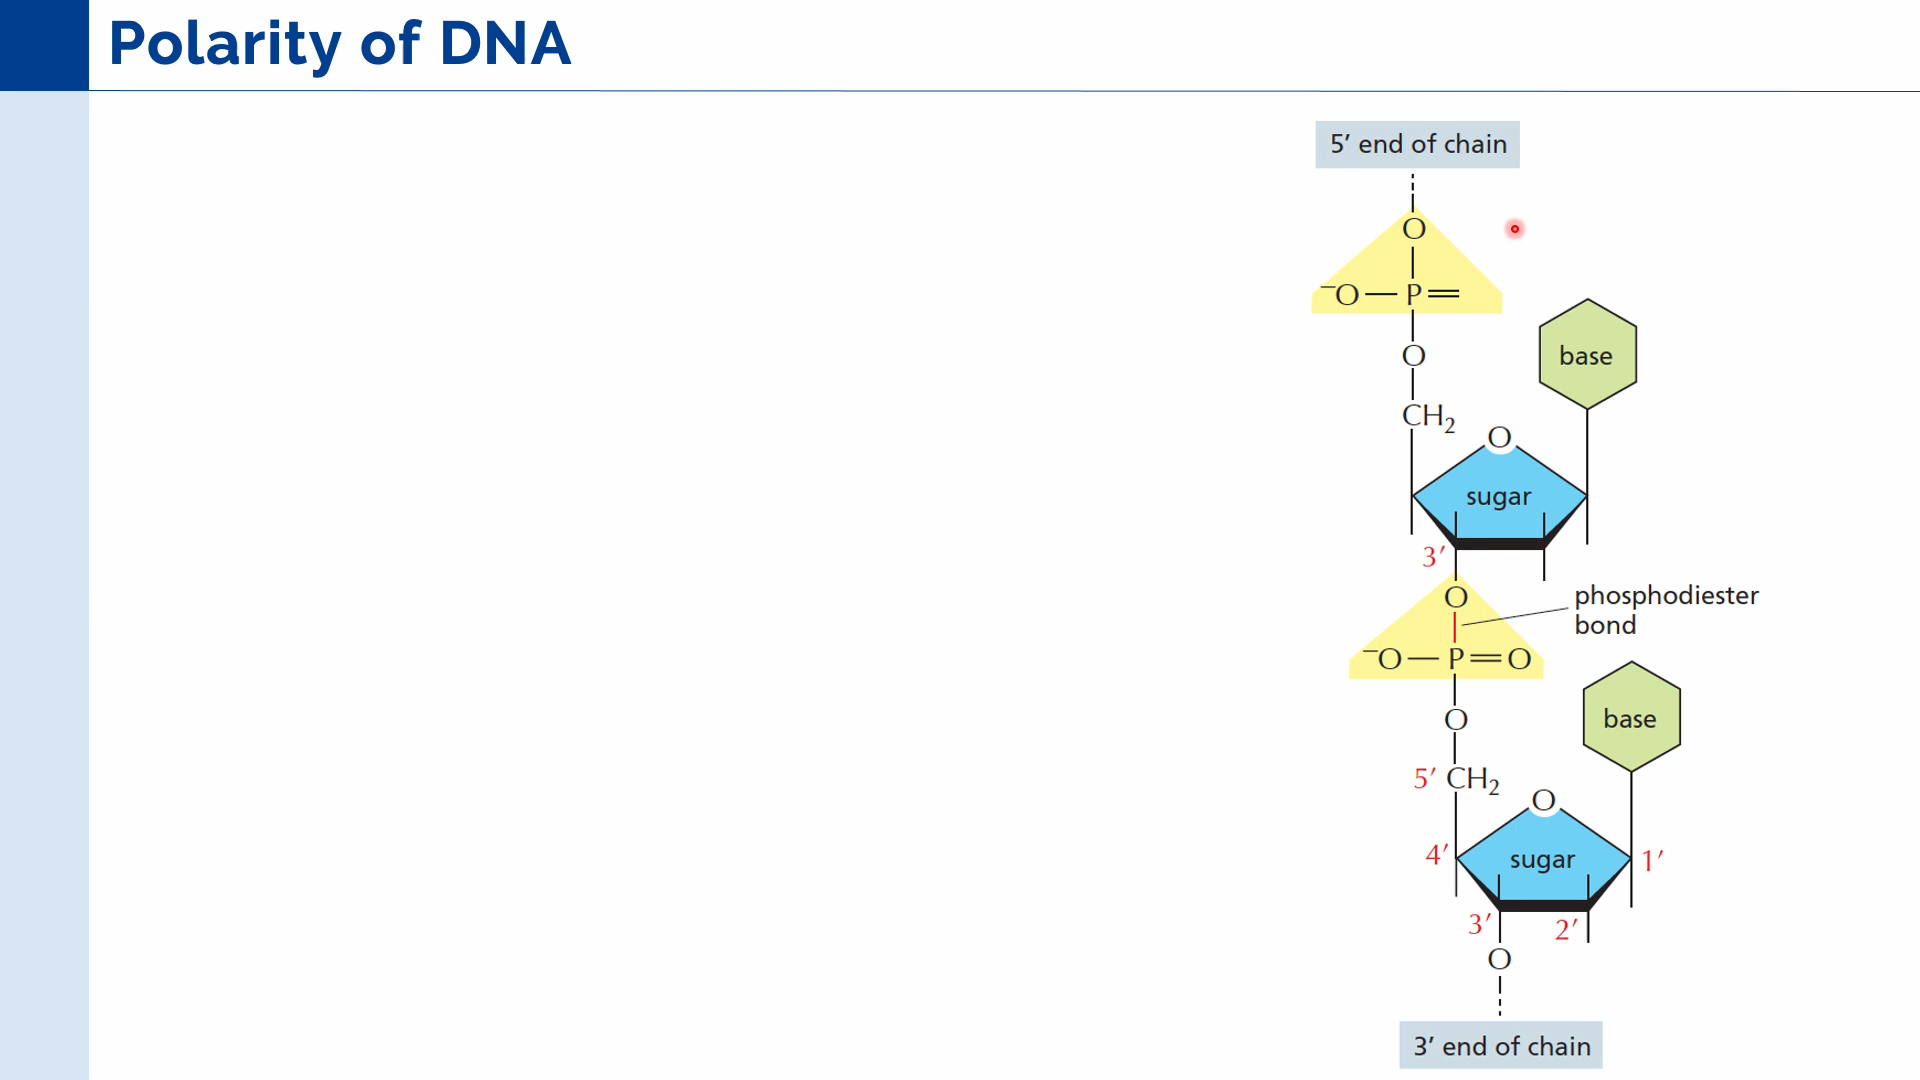 Polarity of DNA
5′ end of chain
O
⁻O — P =
O
base
CH₂
O
sugar
3′
O
phosphodiester
bond
⁻O — P = O
O
base
5′ CH₂
O
4′ sugar 1′
3′ 2′
O
3′ end of chain